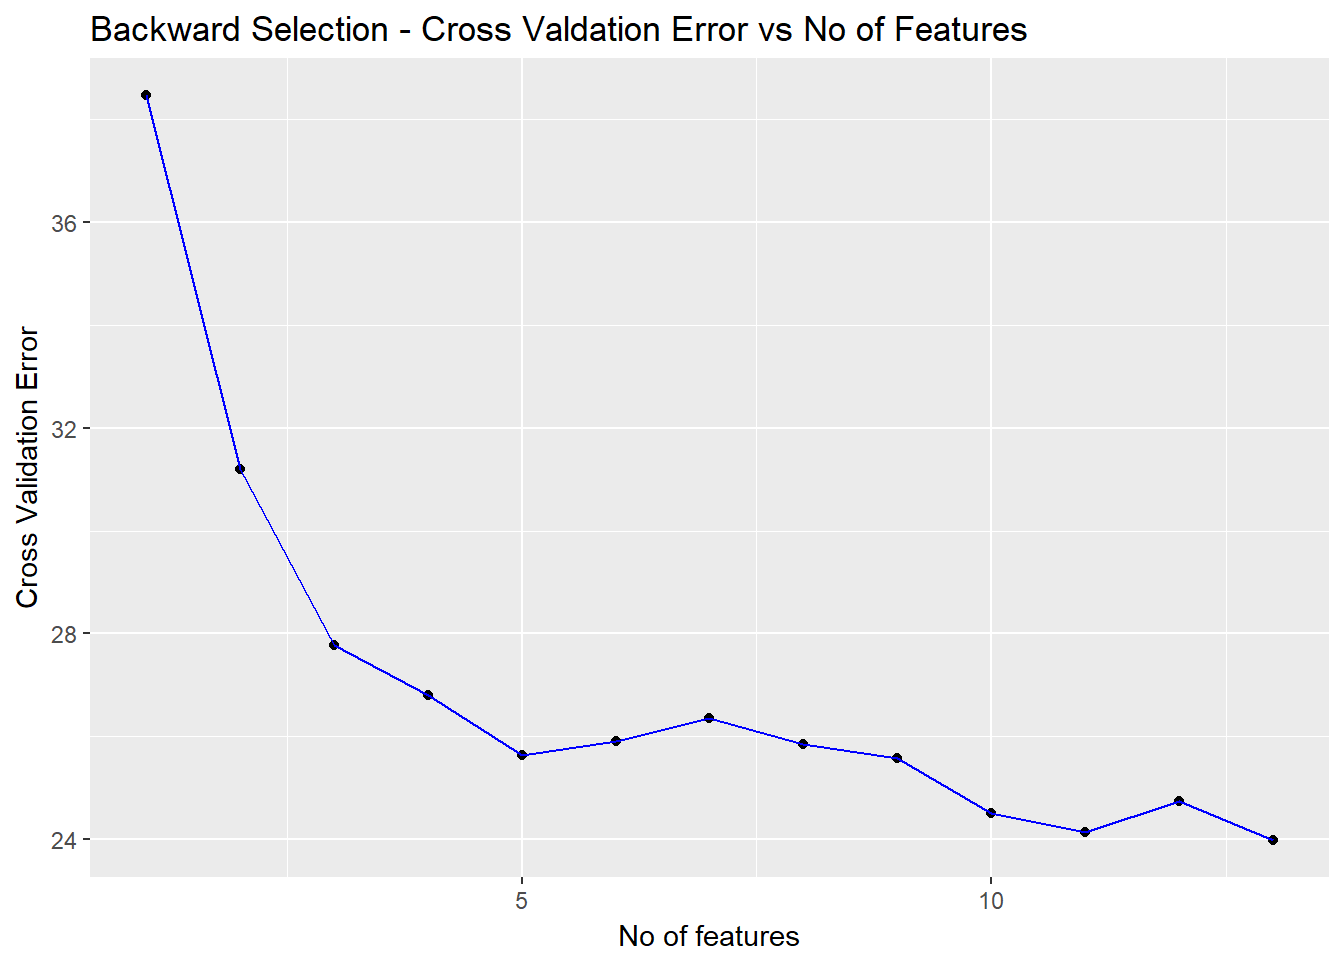 Backward Selection - Cross Valdation Error vs No of Features
Cross Validation Error
36
32
28
24
5
10
No of features